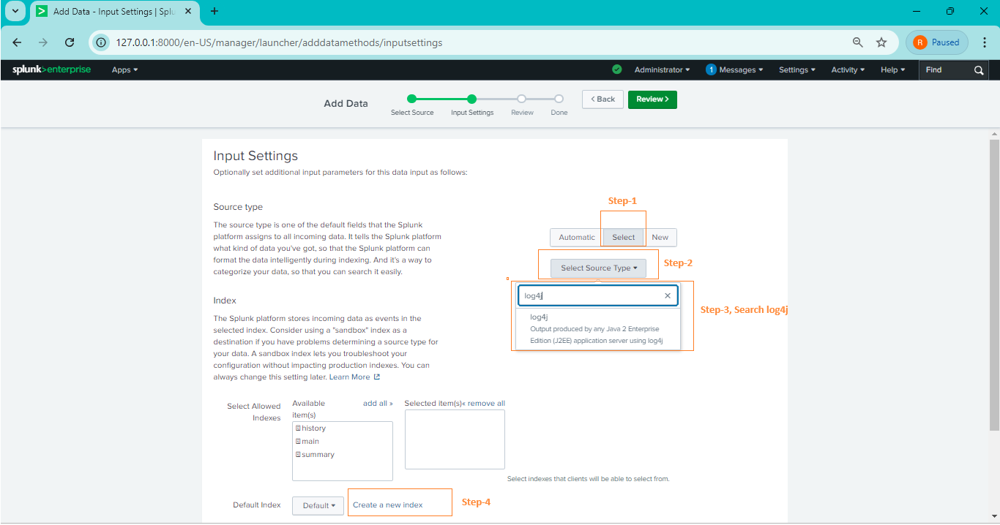 Add Data - Input Settings | Splu
127.0.0.1:8000/en-US/manager/launcher/adddatamethods/inputsettings
R Paused
splunk>enterprise Apps
Administrator 1 Messages Settings Activity Help Find
Add Data
Select Source Input Settings Review Done
< Back Review >
Input Settings
Optionally set additional input parameters for this data input as follows:
Source type
The source type is one of the default fields that the Splunk
platform assigns to all incoming data. It tells the Splunk platform
what kind of data you've got, so that the Splunk platform can
format the data intelligently during indexing. And it's a way to
categorize your data, so that you can search it easily.
Step-1
Automatic Select New
Select Source Type
Step-2
log4j
log4j
Output produced by any Java 2 Enterprise
Edition (J2EE) application server using log4j
Step-3, Search log4j
Index
The Splunk platform stores incoming data as events in the
selected index. Consider using a "sandbox" index as a
destination if you have problems determining a source type for
your data. A sandbox index lets you troubleshoot your
configuration without impacting production indexes. You can
always change this setting later. Learn More
Select Allowed
Indexes
Available
item(s)
add all »
Selected item(s)« remove all
history
main
summary
Select indexes that clients will be able to select from.
Default Index Default Create a new index
Step-4